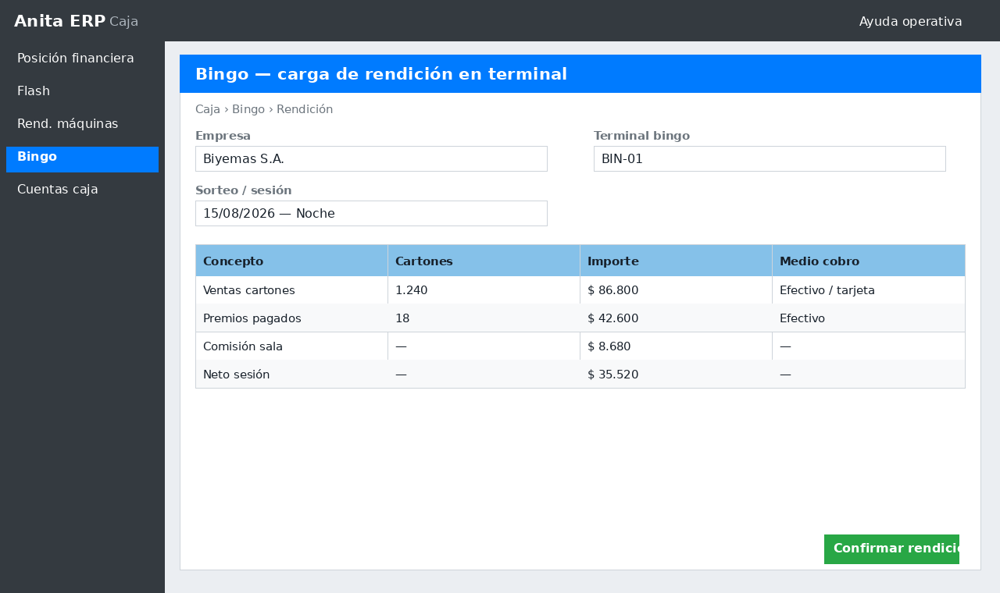 Anita ERP Caja
Ayuda operativa
Posición financiera
Flash
Rend. máquinas
Bingo
Cuentas caja
Bingo — carga de rendición en terminal
Caja › Bingo › Rendición
Empresa
Biyemas S.A.
Terminal bingo
BIN-01
Sorteo / sesión
15/08/2026 — Noche
Concepto Cartones Importe Medio cobro
Ventas cartones 1.240 $ 86.800 Efectivo / tarjeta
Premios pagados 18 $ 42.600 Efectivo
Comisión sala — $ 8.680 —
Neto sesión — $ 35.520 —
Confirmar rendició